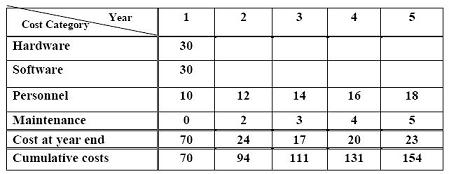 Year 1 2 3 4 5
Cost Category
Hardware 30
Software 30
Personnel 10 12 14 16 18
Maintenance 0 2 3 4 5
Cost at year end 70 24 17 20 23
Cumulative costs 70 94 111 131 154